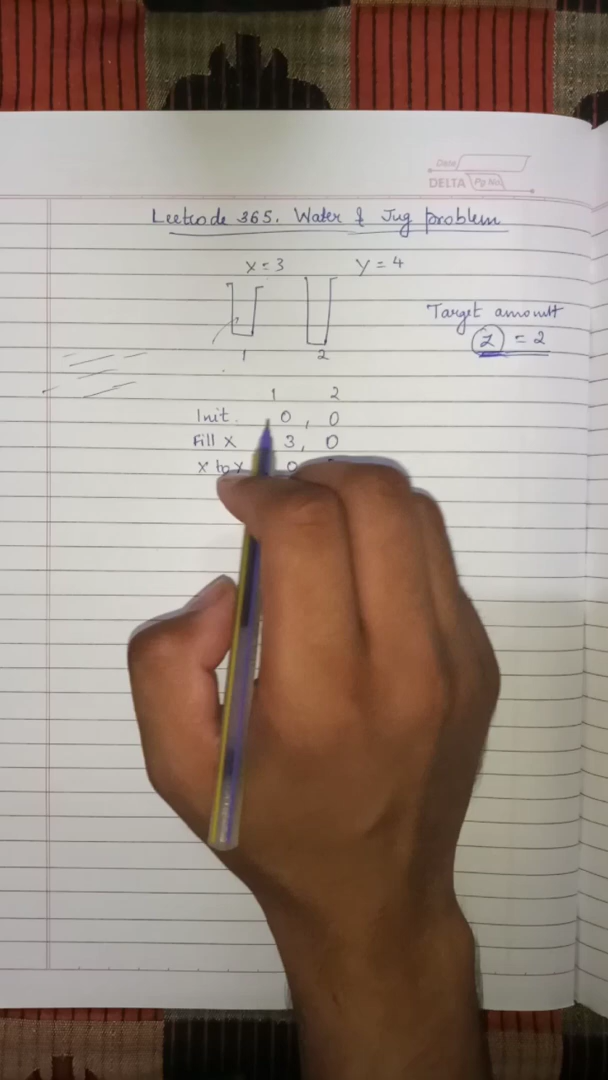 Date
DELTA Pg No.
Leetcode 365. Water & Jug problem
X = 3 Y = 4
Target amount
Z = 2
1 2
1 2
Init. 0, 0
Fill X 3, 0
X to Y 0